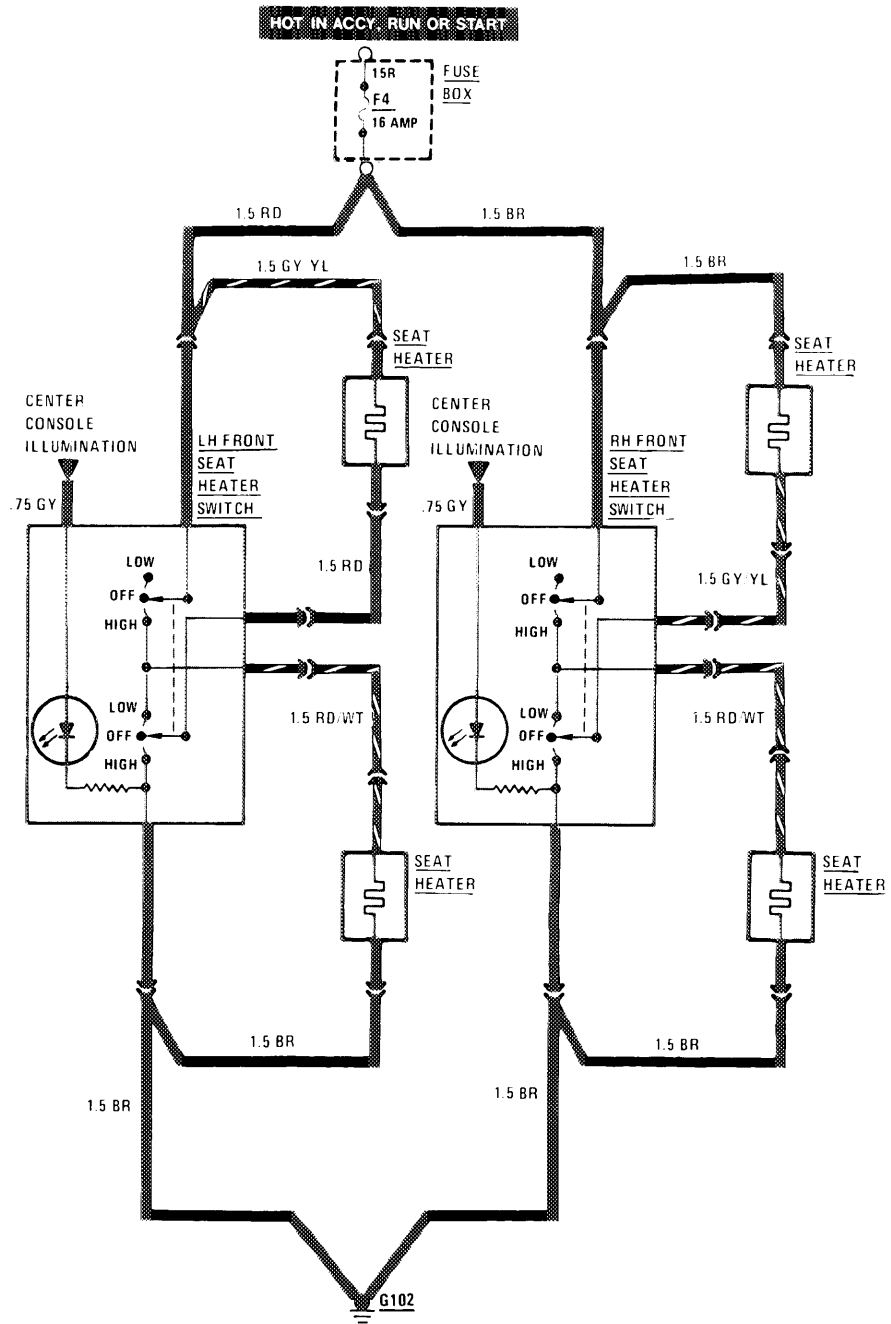 HOT IN ACCY, RUN OR START
15R
F4
16 AMP
FUSE
BOX
1.5 RD
1.5 BR
1.5 GY YL
1.5 BR
SEAT
HEATER
SEAT
HEATER
CENTER
CONSOLE
ILLUMINATION
LH FRONT
SEAT
HEATER
SWITCH
CENTER
CONSOLE
ILLUMINATION
RH FRONT
SEAT
HEATER
SWITCH
.75 GY
.75 GY
LOW
OFF
HIGH
1.5 RD
LOW
OFF
HIGH
1.5 GY/YL
LOW
OFF
HIGH
1.5 RD/WT
LOW
OFF
HIGH
1.5 RD/WT
SEAT
HEATER
SEAT
HEATER
1.5 BR
1.5 BR
1.5 BR
1.5 BR
G102